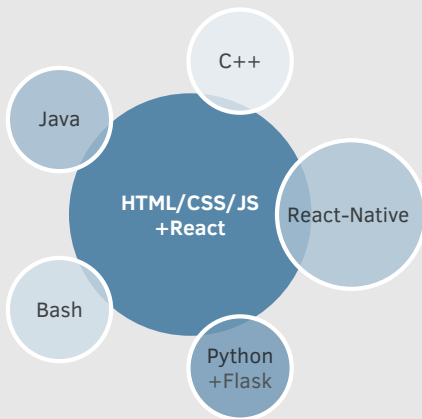 C++
Java
HTML/CSS/JS
+React
React-Native
Bash
Python
+Flask